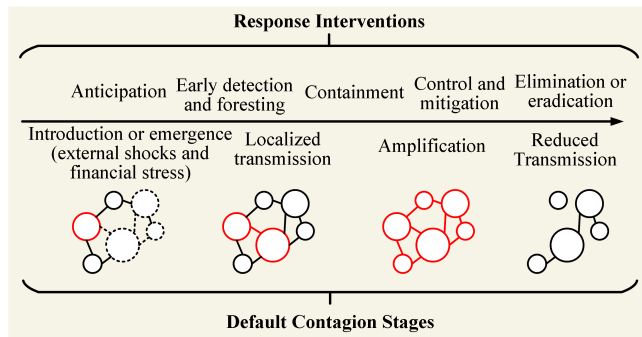 Response Interventions
Anticipation
Early detection
and foresting
Containment
Control and
mitigation
Elimination or
eradication
Introduction or emergence
(external shocks and
financial stress)
Localized
transmission
Amplification
Reduced
Transmission
Default Contagion Stages